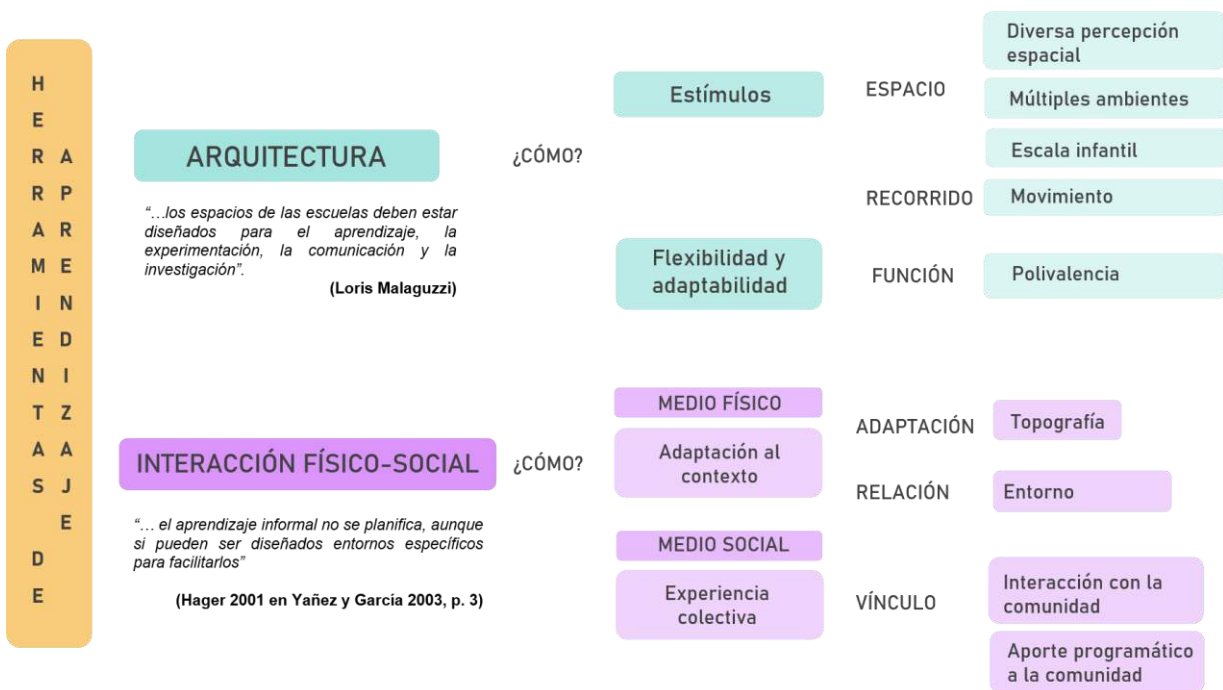 HERRAMIENTAS DE
APRENDIZAJE
ARQUITECTURA
“…los espacios de las escuelas deben estar
diseñados para el aprendizaje, la
experimentación, la comunicación y la
investigación”.
(Loris Malaguzzi)
¿CÓMO?
Estímulos
ESPACIO
Diversa percepción
espacial
Múltiples ambientes
Escala infantil
RECORRIDO
Movimiento
Flexibilidad y
adaptabilidad
FUNCIÓN
Polivalencia
INTERACCIÓN FÍSICO-SOCIAL
“… el aprendizaje informal no se planifica, aunque
si pueden ser diseñados entornos específicos
para facilitarlos”
(Hager 2001 en Yañez y García 2003, p. 3)
¿CÓMO?
MEDIO FÍSICO
Adaptación al
contexto
ADAPTACIÓN
Topografía
RELACIÓN
Entorno
MEDIO SOCIAL
Experiencia
colectiva
VÍNCULO
Interacción con la
comunidad
Aporte programático
a la comunidad